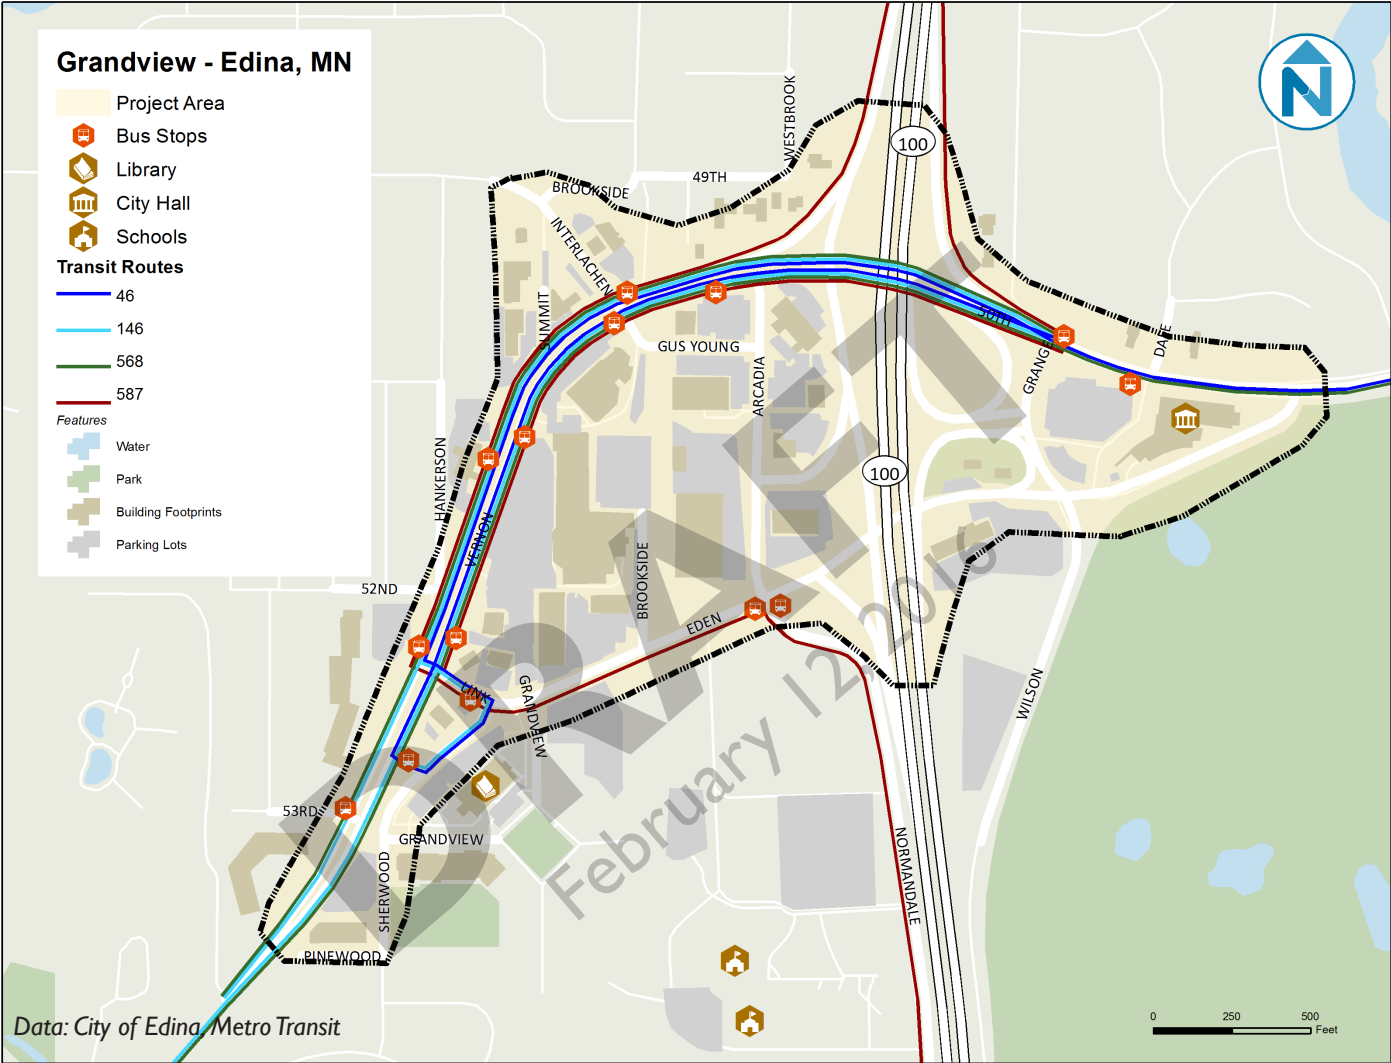 Grandview - Edina, MN
Project Area
Bus Stops
Library
City Hall
Schools
Transit Routes
46
146
568
587
Features
Water
Park
Building Footprints
Parking Lots
N
WESTBROOK
100
49TH
BROOKSIDE
INTERLACHEN
SUMMIT
50TH
GUS YOUNG
DALE
GRANGE
ARCADIA
HANKERSON
100
VERNON
BROOKSIDE
52ND
EDEN
LINK
GRANDVIEW
WILSON
53RD
GRANDVIEW
SHERWOOD
NORMANDALE
PINEWOOD
DRAFT
February 12, 2016
Data: City of Edina, Metro Transit
0 250 500
Feet